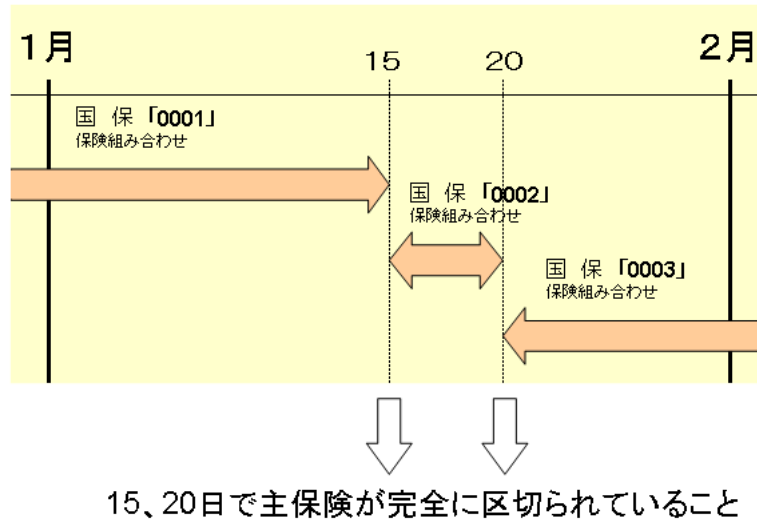 1月
15
20
2月
国 保「0001」
保険組み合わせ
国 保「0002」
保険組み合わせ
国 保「0003」
保険組み合わせ
15、20日で主保険が完全に区切られていること